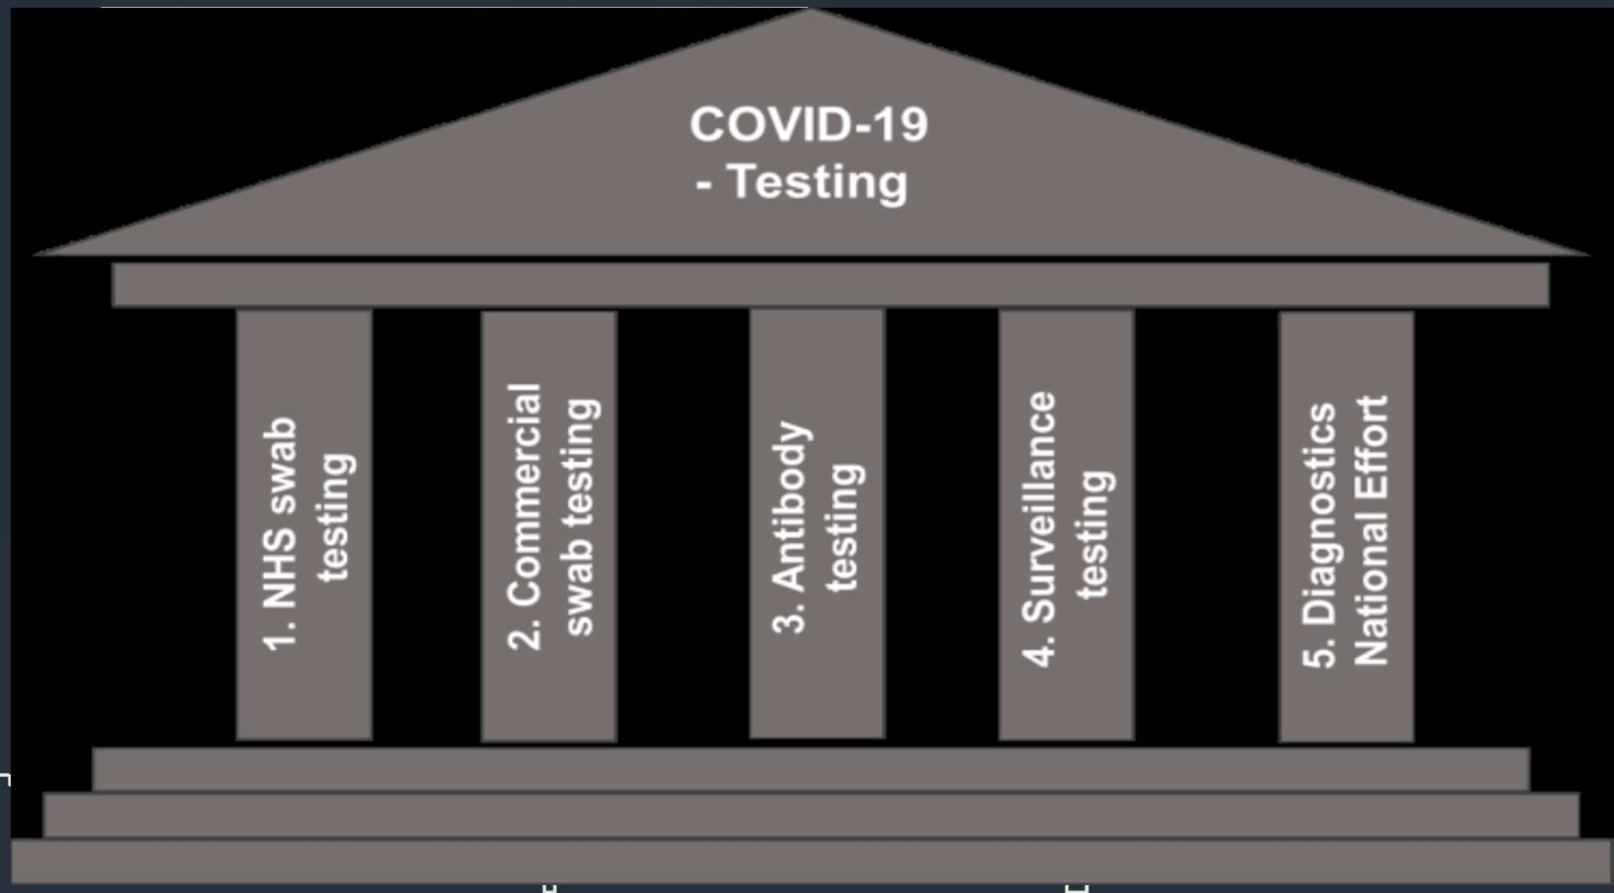 COVID-19
- Testing
1. NHS swab
testing
2. Commercial
swab testing
3. Antibody
testing
4. Surveillance
testing
5. Diagnostics
National Effort